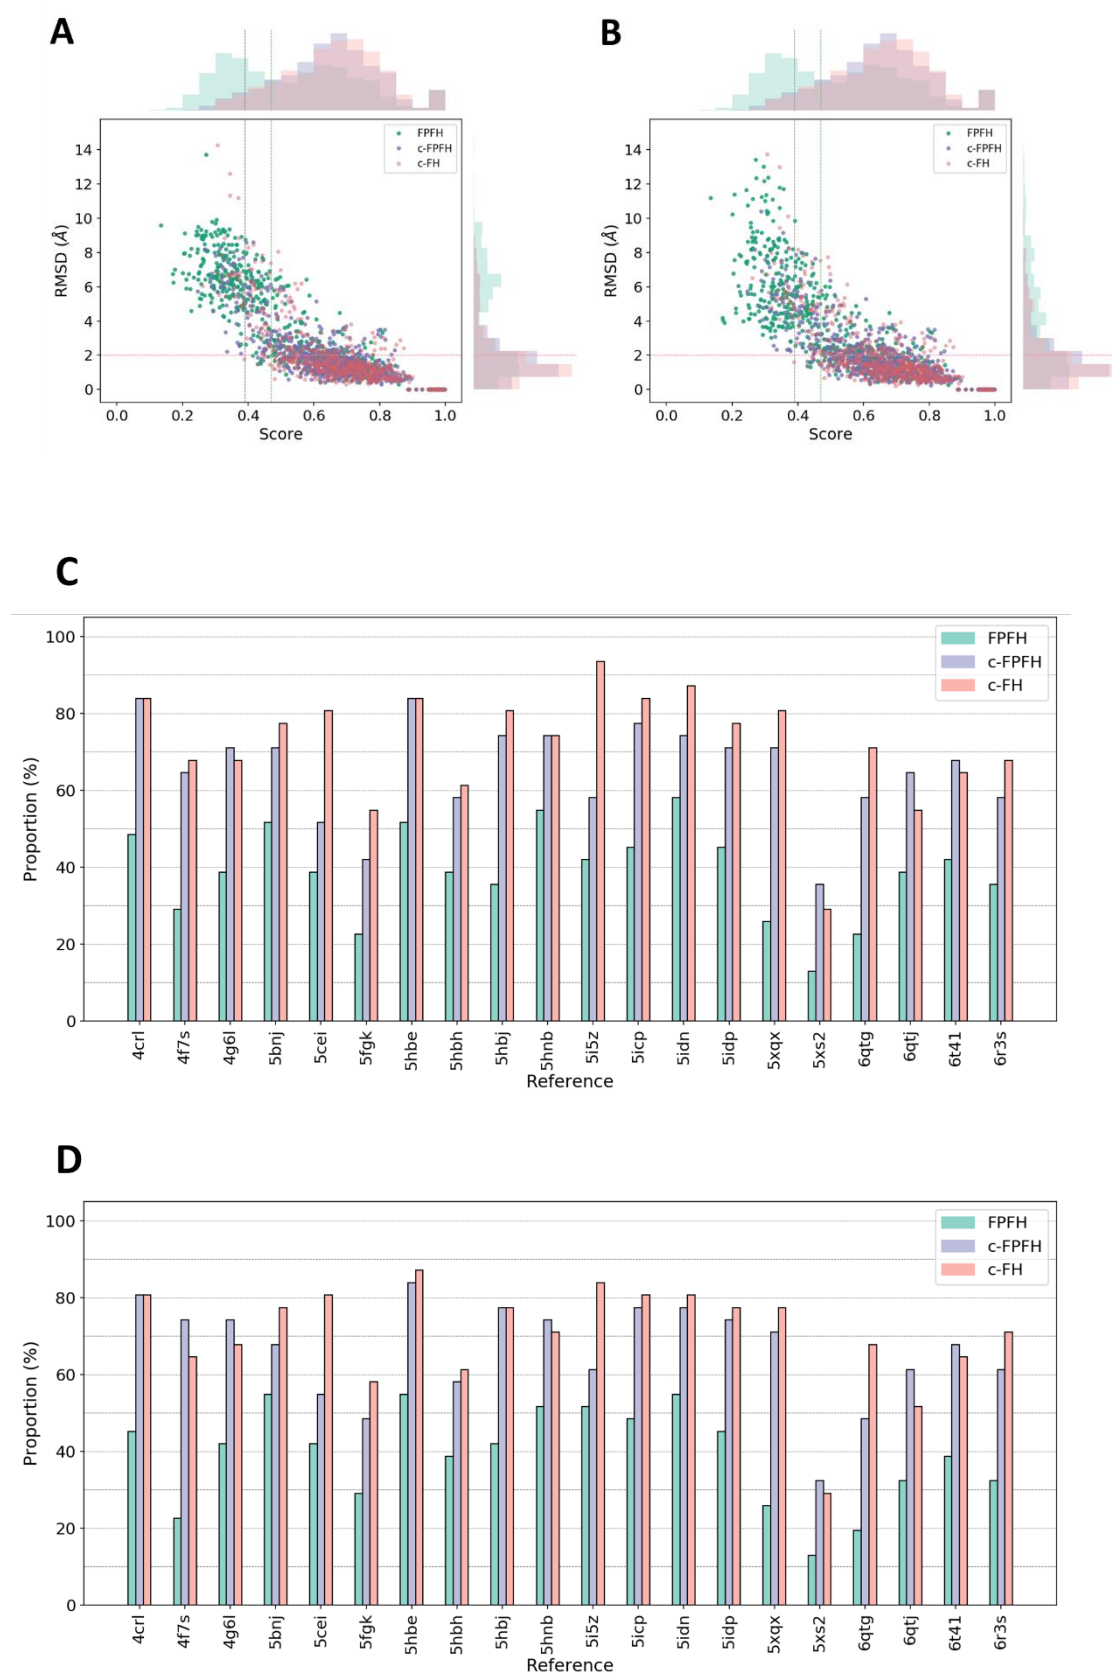 A
B
FPFH
c-FPFH
c-FH
14
12
10
8
6
4
2
0
RMSD (Å)
0.0 0.2 0.4 0.6 0.8 1.0
Score
FPFH
c-FPFH
c-FH
14
12
10
8
6
4
2
0
RMSD (Å)
0.0 0.2 0.4 0.6 0.8 1.0
Score
C
FPFH
c-FPFH
c-FH
100
80
60
40
20
0
Proportion (%)
4crl 4f7s 4g6l 5bnj 5cei 5fgk 5hbe 5hbh 5hbj 5hnb 5i5z 5icp 5idn 5idp 5xqx 5xs2 6qtg 6qtj 6t41 6r3s
Reference
D
FPFH
c-FPFH
c-FH
100
80
60
40
20
0
Proportion (%)
4crl 4f7s 4g6l 5bnj 5cei 5fgk 5hbe 5hbh 5hbj 5hnb 5i5z 5icp 5idn 5idp 5xqx 5xs2 6qtg 6qtj 6t41 6r3s
Reference